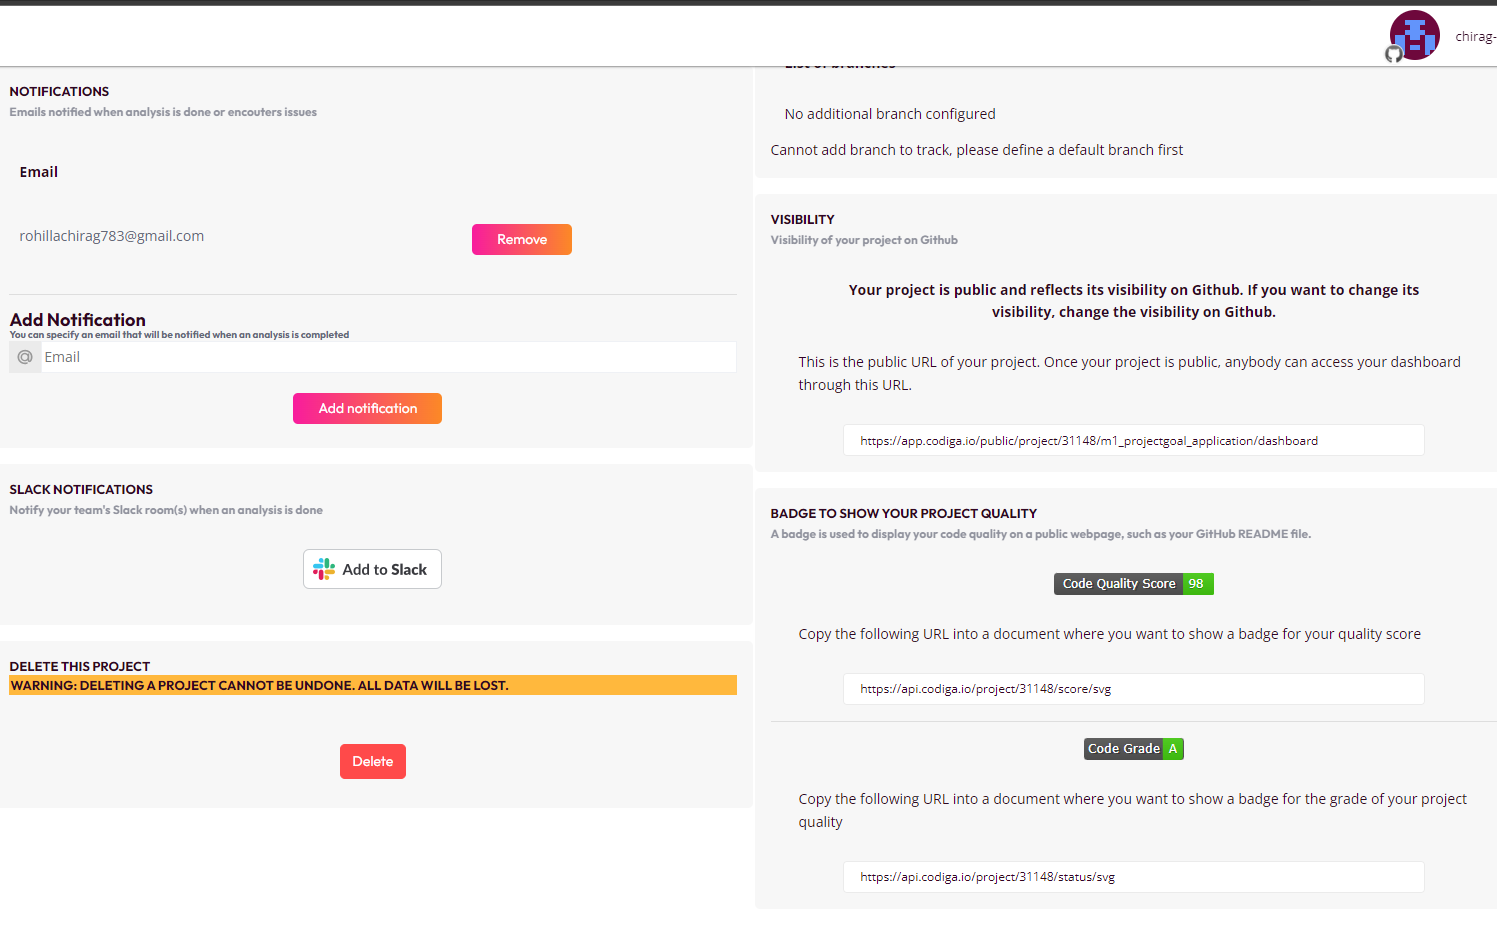 chirag-
NOTIFICATIONS
Emails notified when analysis is done or encouters issues
Email
rohillachirag783@gmail.com
Remove
Add Notification
You can specify an email that will be notified when an analysis is completed
@ Email
Add notification
SLACK NOTIFICATIONS
Notify your team's Slack room(s) when an analysis is done
Add to Slack
DELETE THIS PROJECT
WARNING: DELETING A PROJECT CANNOT BE UNDONE. ALL DATA WILL BE LOST.
Delete
List of branches
No additional branch configured
Cannot add branch to track, please define a default branch first
VISIBILITY
Visibility of your project on Github
Your project is public and reflects its visibility on Github. If you want to change its
visibility, change the visibility on Github.
This is the public URL of your project. Once your project is public, anybody can access your dashboard
through this URL.
https://app.codiga.io/public/project/31148/m1_projectgoal_application/dashboard
BADGE TO SHOW YOUR PROJECT QUALITY
A badge is used to display your code quality on a public webpage, such as your GitHub README file.
Code Quality Score 98
Copy the following URL into a document where you want to show a badge for your quality score
https://api.codiga.io/project/31148/score/svg
Code Grade A
Copy the following URL into a document where you want to show a badge for the grade of your project
quality
https://api.codiga.io/project/31148/status/svg